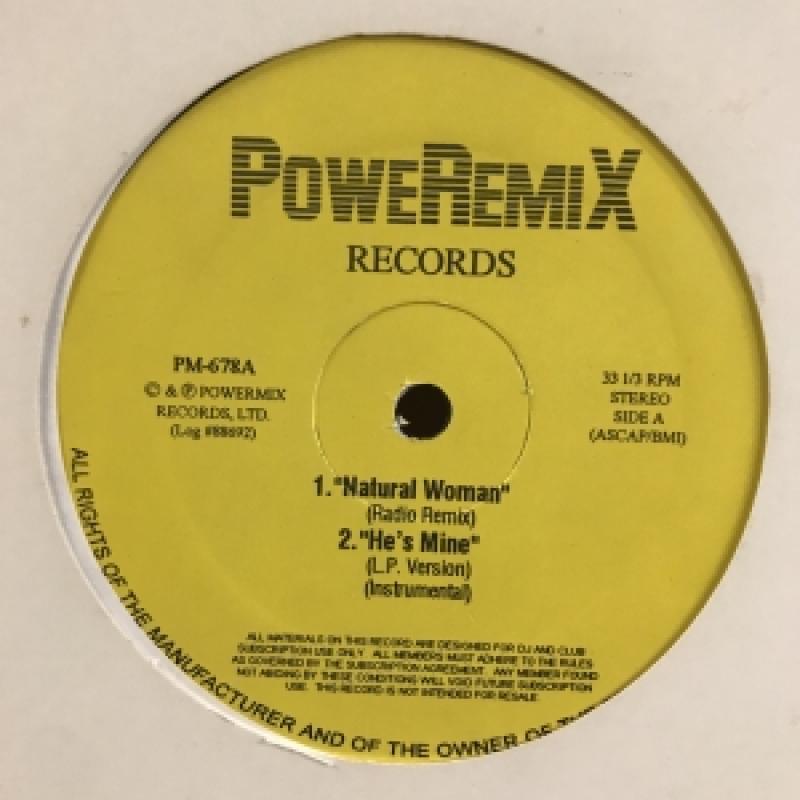 PoweRemiX
RECORDS
PM-678A
© & ℗ POWERMIX
RECORDS, LTD.
(Log #88692)
33 1/3 RPM
STEREO
SIDE A
(ASCAP/BMI)
1. "Natural Woman"
(Radio Remix)
2. "He's Mine"
(L.P. Version)
(Instrumental)
ALL MATERIALS ON THIS RECORD ARE DESIGNED FOR DJ AND CLUB
SUBSCRIPTION USE ONLY. ALL MEMBERS MUST ADHERE TO THE RULES
AS GOVERNED BY THE SUBSCRIPTION AGREEMENT. ANY MEMBER FOUND
NOT ABIDING BY THESE CONDITIONS WILL VOID FUTURE SUBSCRIPTION
USE. THIS RECORD IS NOT INTENDED FOR RESALE.
ALL RIGHTS OF THE MANUFACTURER AND OF THE OWNER OF